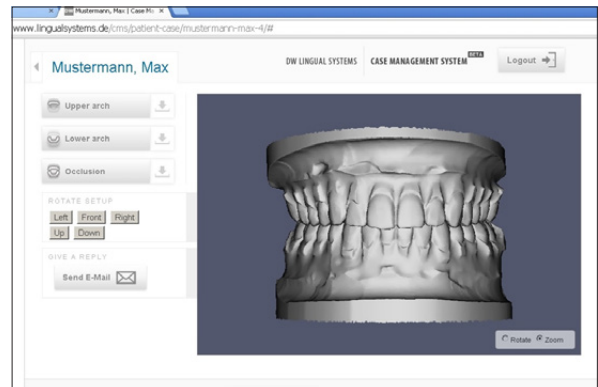 Mustermann, Max | Case Ma
www.lingualsystems.de/cms/patient-case/mustermann-max-4/#
Mustermann, Max
DW LINGUAL SYSTEMS
CASE MANAGEMENT SYSTEM BETA
Logout
Upper arch
Lower arch
Occlusion
ROTATE SETUP
Left Front Right
Up Down
GIVE A REPLY
Send E-Mail
Rotate Zoom